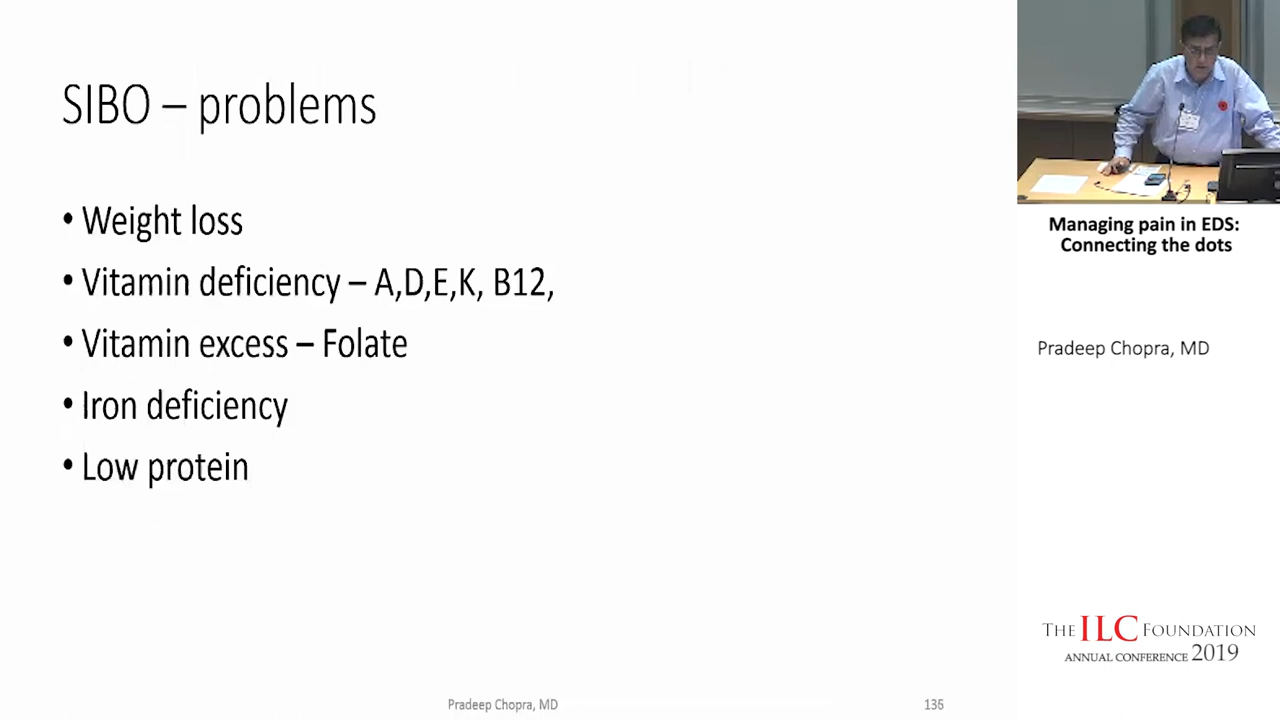 SIBO – problems
• Weight loss
• Vitamin deficiency – A,D,E,K, B12,
• Vitamin excess – Folate
• Iron deficiency
• Low protein
Pradeep Chopra, MD
136
Managing pain in EDS:
Connecting the dots
Pradeep Chopra, MD
THE ILC FOUNDATION
ANNUAL CONFERENCE 2019